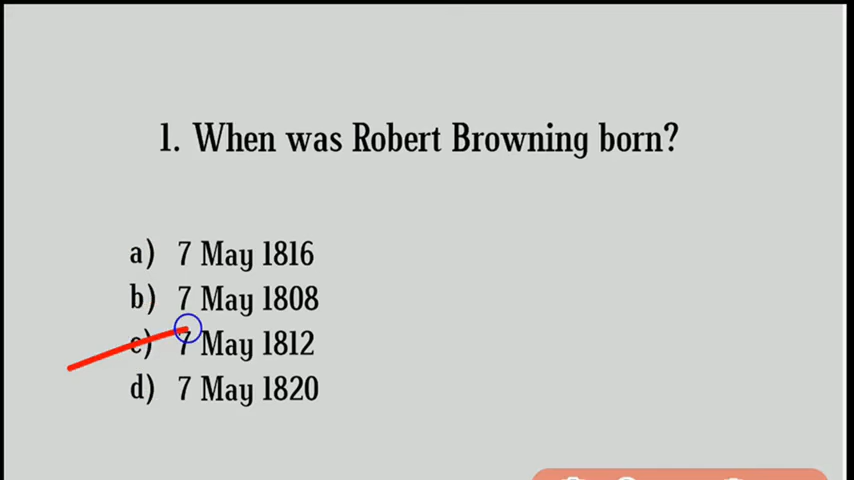 1. When was Robert Browning born?
a) 7 May 1816
b) 7 May 1808
c) 7 May 1812
d) 7 May 1820